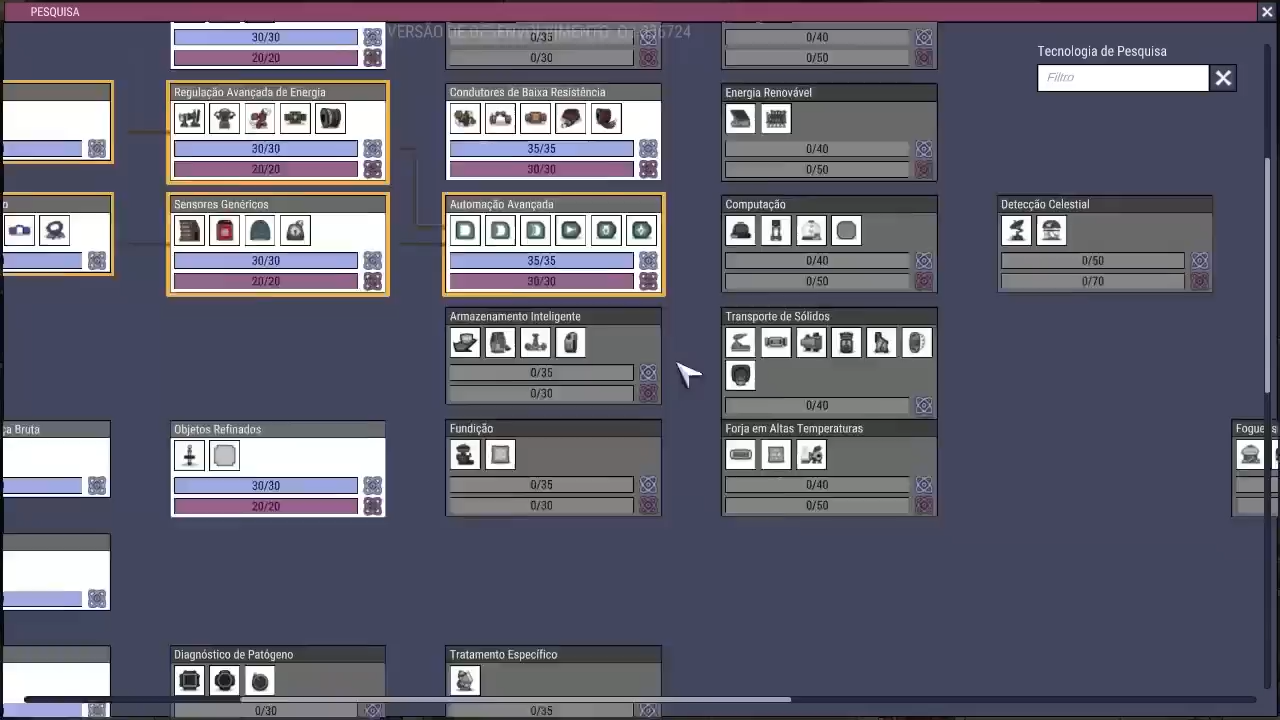 PESQUISA
30/30
20/20
0/35
0/30
0/40
0/50
Tecnologia de Pesquisa
Filtro
Regulação Avançada de Energia
30/30
20/20
Condutores de Baixa Resistência
35/35
30/30
Energia Renovável
0/40
0/50
o
Sensores Genéricos
30/30
20/20
Automação Avançada
35/35
30/30
Computação
0/40
0/50
Detecção Celestial
0/50
0/70
Armazenamento Inteligente
0/35
0/30
Transporte de Sólidos
0/40
ça Bruta
Objetos Refinados
30/30
20/20
Fundição
0/35
0/30
Forja em Altas Temperaturas
0/40
0/50
Fogues
Diagnóstico de Patógeno
0/30
Tratamento Específico
0/35